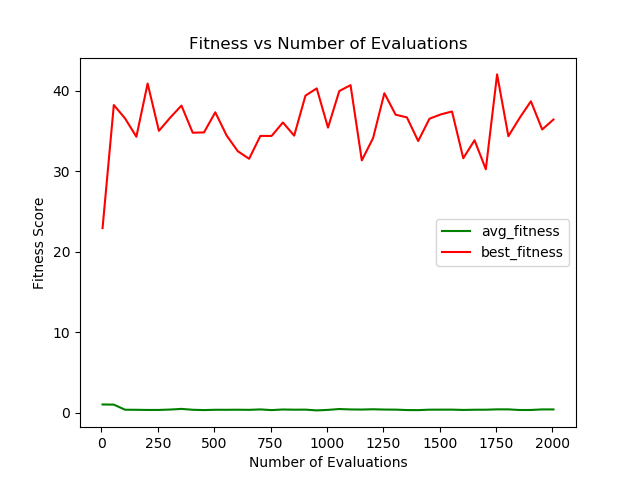 Fitness vs Number of Evaluations
Fitness Score
40
30
20
10
0
avg_fitness
best_fitness
0 250 500 750 1000 1250 1500 1750 2000
Number of Evaluations